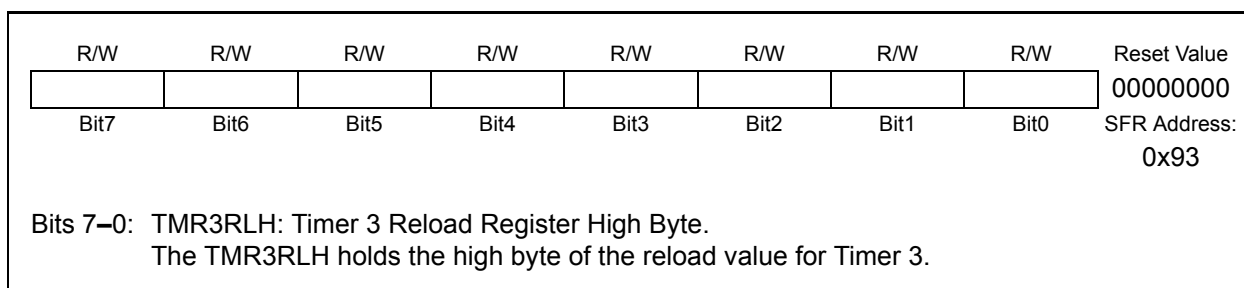 R/W R/W R/W R/W R/W R/W R/W R/W Reset Value
00000000
Bit7 Bit6 Bit5 Bit4 Bit3 Bit2 Bit1 Bit0 SFR Address:
0x93
Bits 7–0: TMR3RLH: Timer 3 Reload Register High Byte.
The TMR3RLH holds the high byte of the reload value for Timer 3.